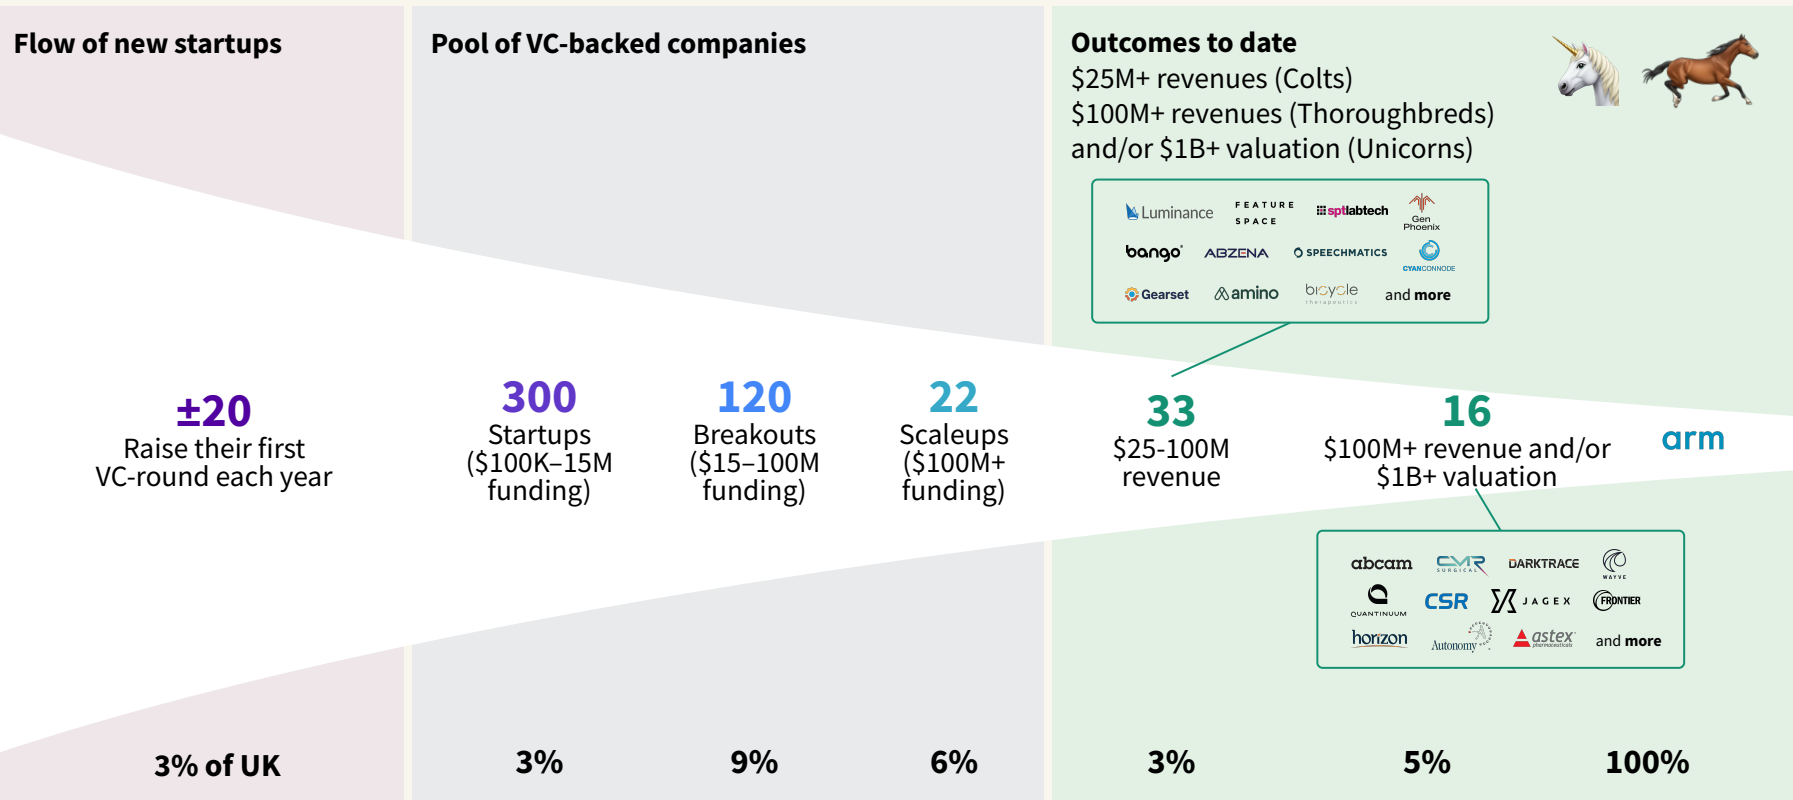 Flow of new startups
Pool of VC-backed companies
Outcomes to date
$25M+ revenues (Colts)
$100M+ revenues (Thoroughbreds)
and/or $1B+ valuation (Unicorns)
Luminance
FEATURE
SPACE
sptlabtech
Gen
Phoenix
bango
ABZENA
SPEECHMATICS
CYANCONNODE
Gearset
amino
bicycle
therapeutics
and more
±20
Raise their first
VC-round each year
300
Startups
($100K–15M
funding)
120
Breakouts
($15–100M
funding)
22
Scaleups
($100M+
funding)
33
$25-100M
revenue
16
$100M+ revenue and/or
$1B+ valuation
arm
abcam
CMR
SURGICAL
DARKTRACE
WAYVE
QUANTINUUM
CSR
JAGEX
FRONTIER
horizon
Autonomy
astex
pharmaceuticals
and more
3% of UK
3%
9%
6%
3%
5%
100%